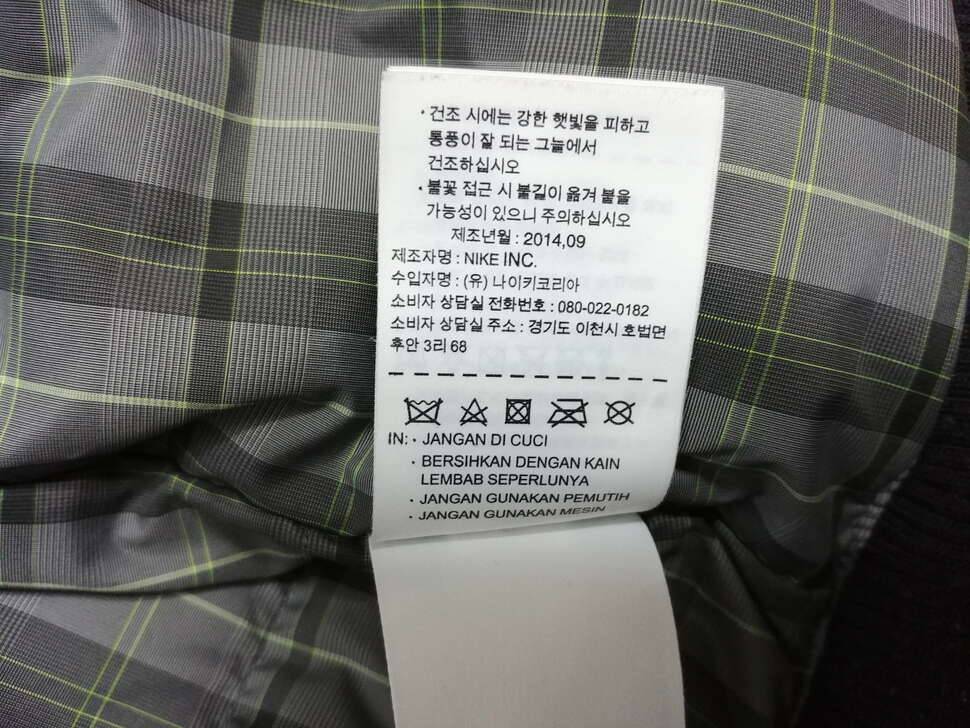 · 건조 시에는 강한 햇빛을 피하고
통풍이 잘 되는 그늘에서
건조하십시오
· 불꽃 접근 시 불길이 옮겨 붙을
가능성이 있으니 주의하십시오
제조년월 : 2014,09
제조자명 : NIKE INC.
수입자명 : (유) 나이키코리아
소비자 상담실 전화번호 : 080-022-0182
소비자 상담실 주소 : 경기도 이천시 호법면
후안 3리 68
IN: · JANGAN DI CUCI
· BERSIHKAN DENGAN KAIN
LEMBAB SEPERLUNYA
· JANGAN GUNAKAN PEMUTIH
· JANGAN GUNAKAN MESIN